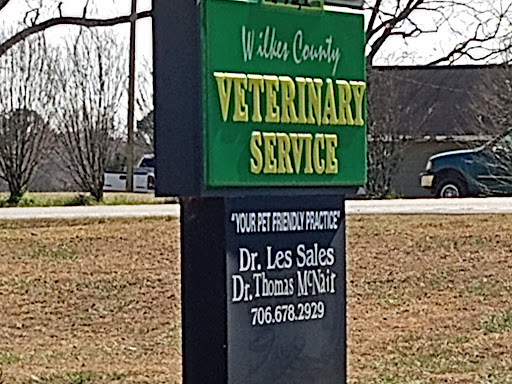 Wilkes County
VETERINARY
SERVICE
"YOUR PET FRIENDLY PRACTICE"
Dr. Les Sales
Dr. Thomas McNair
706.678.2929